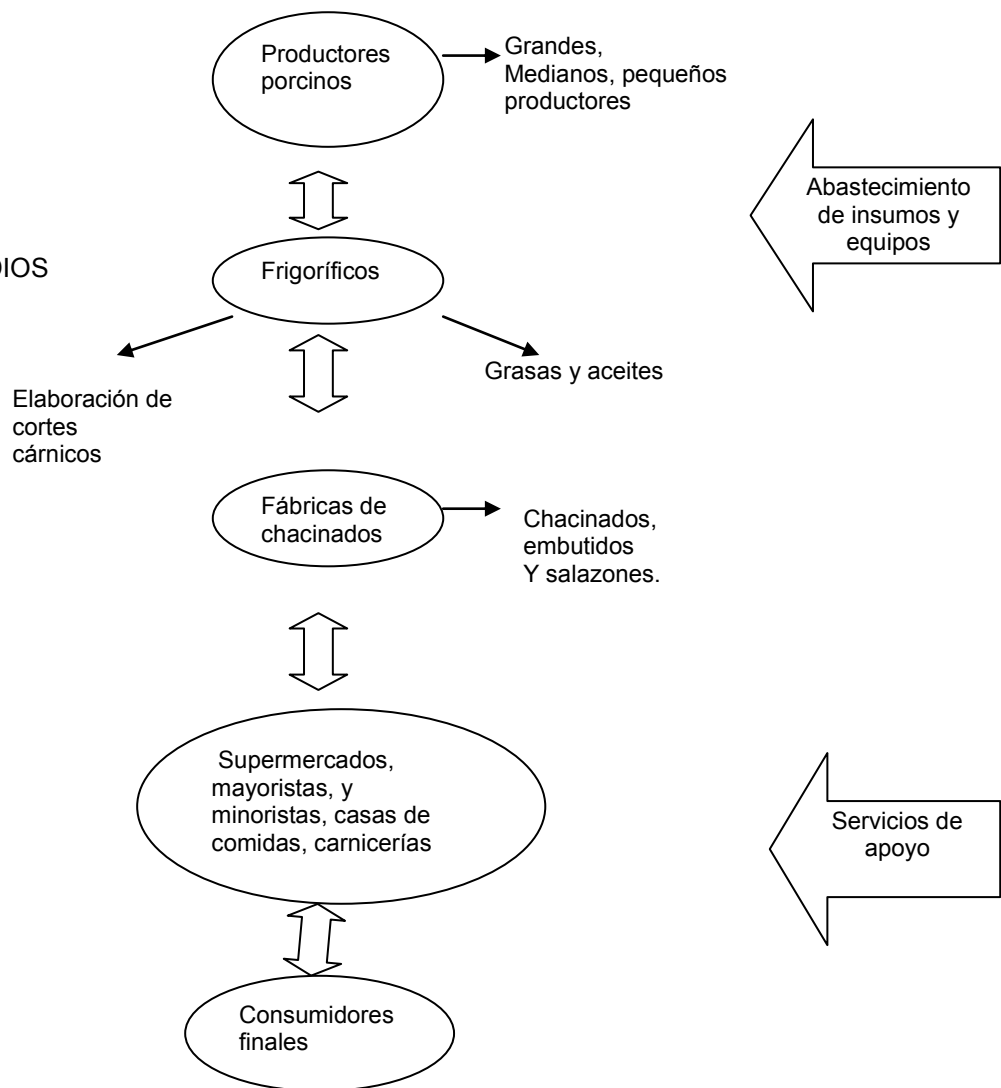 Productores
porcinos
Grandes,
Medianos, pequeños
productores
Abastecimiento
de insumos y
equipos
DIOS
Frigoríficos
Grasas y aceites
Elaboración de
cortes
cárnicos
Fábricas de
chacinados
Chacinados,
embutidos
Y salazones.
Supermercados,
mayoristas, y
minoristas, casas de
comidas, carnicerías
Servicios de
apoyo
Consumidores
finales